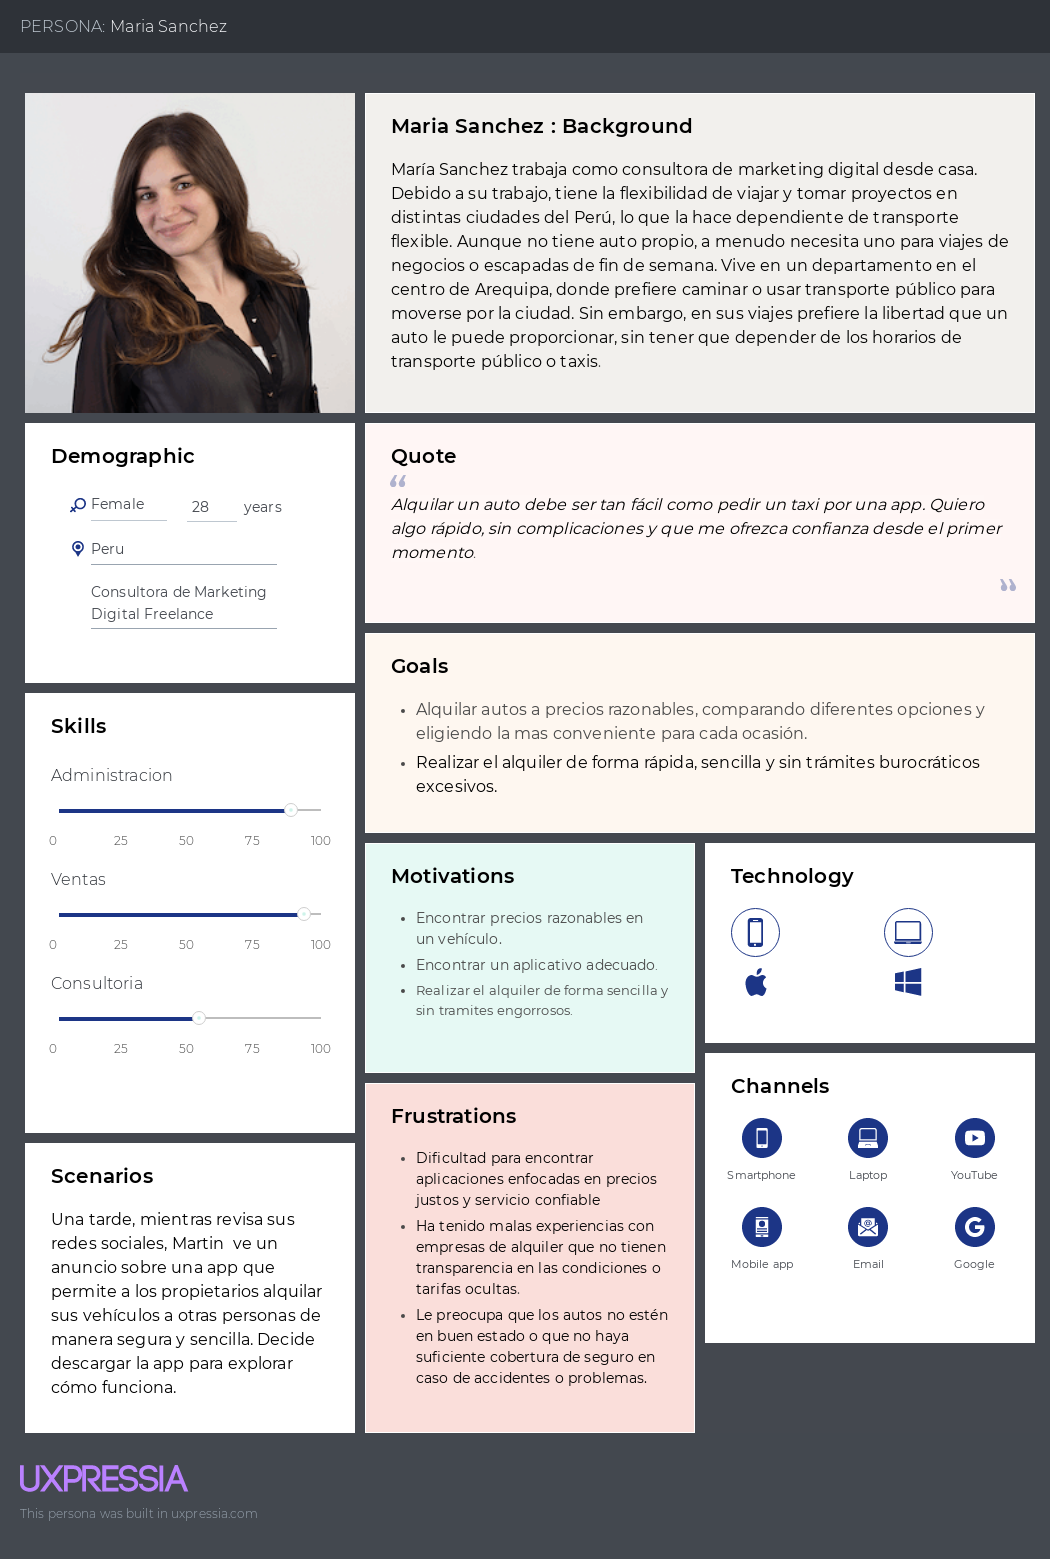 PERSONA: Maria Sanchez
Maria Sanchez : Background
María Sanchez trabaja como consultora de marketing digital desde casa.
Debido a su trabajo, tiene la flexibilidad de viajar y tomar proyectos en
distintas ciudades del Perú, lo que la hace dependiente de transporte
flexible. Aunque no tiene auto propio, a menudo necesita uno para viajes de
negocios o escapadas de fin de semana. Vive en un departamento en el
centro de Arequipa, donde prefiere caminar o usar transporte público para
moverse por la ciudad. Sin embargo, en sus viajes prefiere la libertad que un
auto le puede proporcionar, sin tener que depender de los horarios de
transporte público o taxis.
Demographic
Female 28 years
Peru
Consultora de Marketing
Digital Freelance
Quote
“
Alquilar un auto debe ser tan fácil como pedir un taxi por una app. Quiero
algo rápido, sin complicaciones y que me ofrezca confianza desde el primer
momento.
”
Goals
• Alquilar autos a precios razonables, comparando diferentes opciones y
eligiendo la mas conveniente para cada ocasión.
• Realizar el alquiler de forma rápida, sencilla y sin trámites burocráticos
excesivos.
Skills
Administracion
0 25 50 75 100
Ventas
0 25 50 75 100
Consultoria
0 25 50 75 100
Motivations
• Encontrar precios razonables en
un vehículo.
• Encontrar un aplicativo adecuado.
• Realizar el alquiler de forma sencilla y
sin tramites engorrosos.
Technology
Channels
Smartphone Laptop YouTube
Mobile app Email Google
Frustrations
• Dificultad para encontrar
aplicaciones enfocadas en precios
justos y servicio confiable
• Ha tenido malas experiencias con
empresas de alquiler que no tienen
transparencia en las condiciones o
tarifas ocultas.
• Le preocupa que los autos no estén
en buen estado o que no haya
suficiente cobertura de seguro en
caso de accidentes o problemas.
Scenarios
Una tarde, mientras revisa sus
redes sociales, Martin  ve un
anuncio sobre una app que
permite a los propietarios alquilar
sus vehículos a otras personas de
manera segura y sencilla. Decide
descargar la app para explorar
cómo funciona.
UXPRESSIA
This persona was built in uxpressia.com